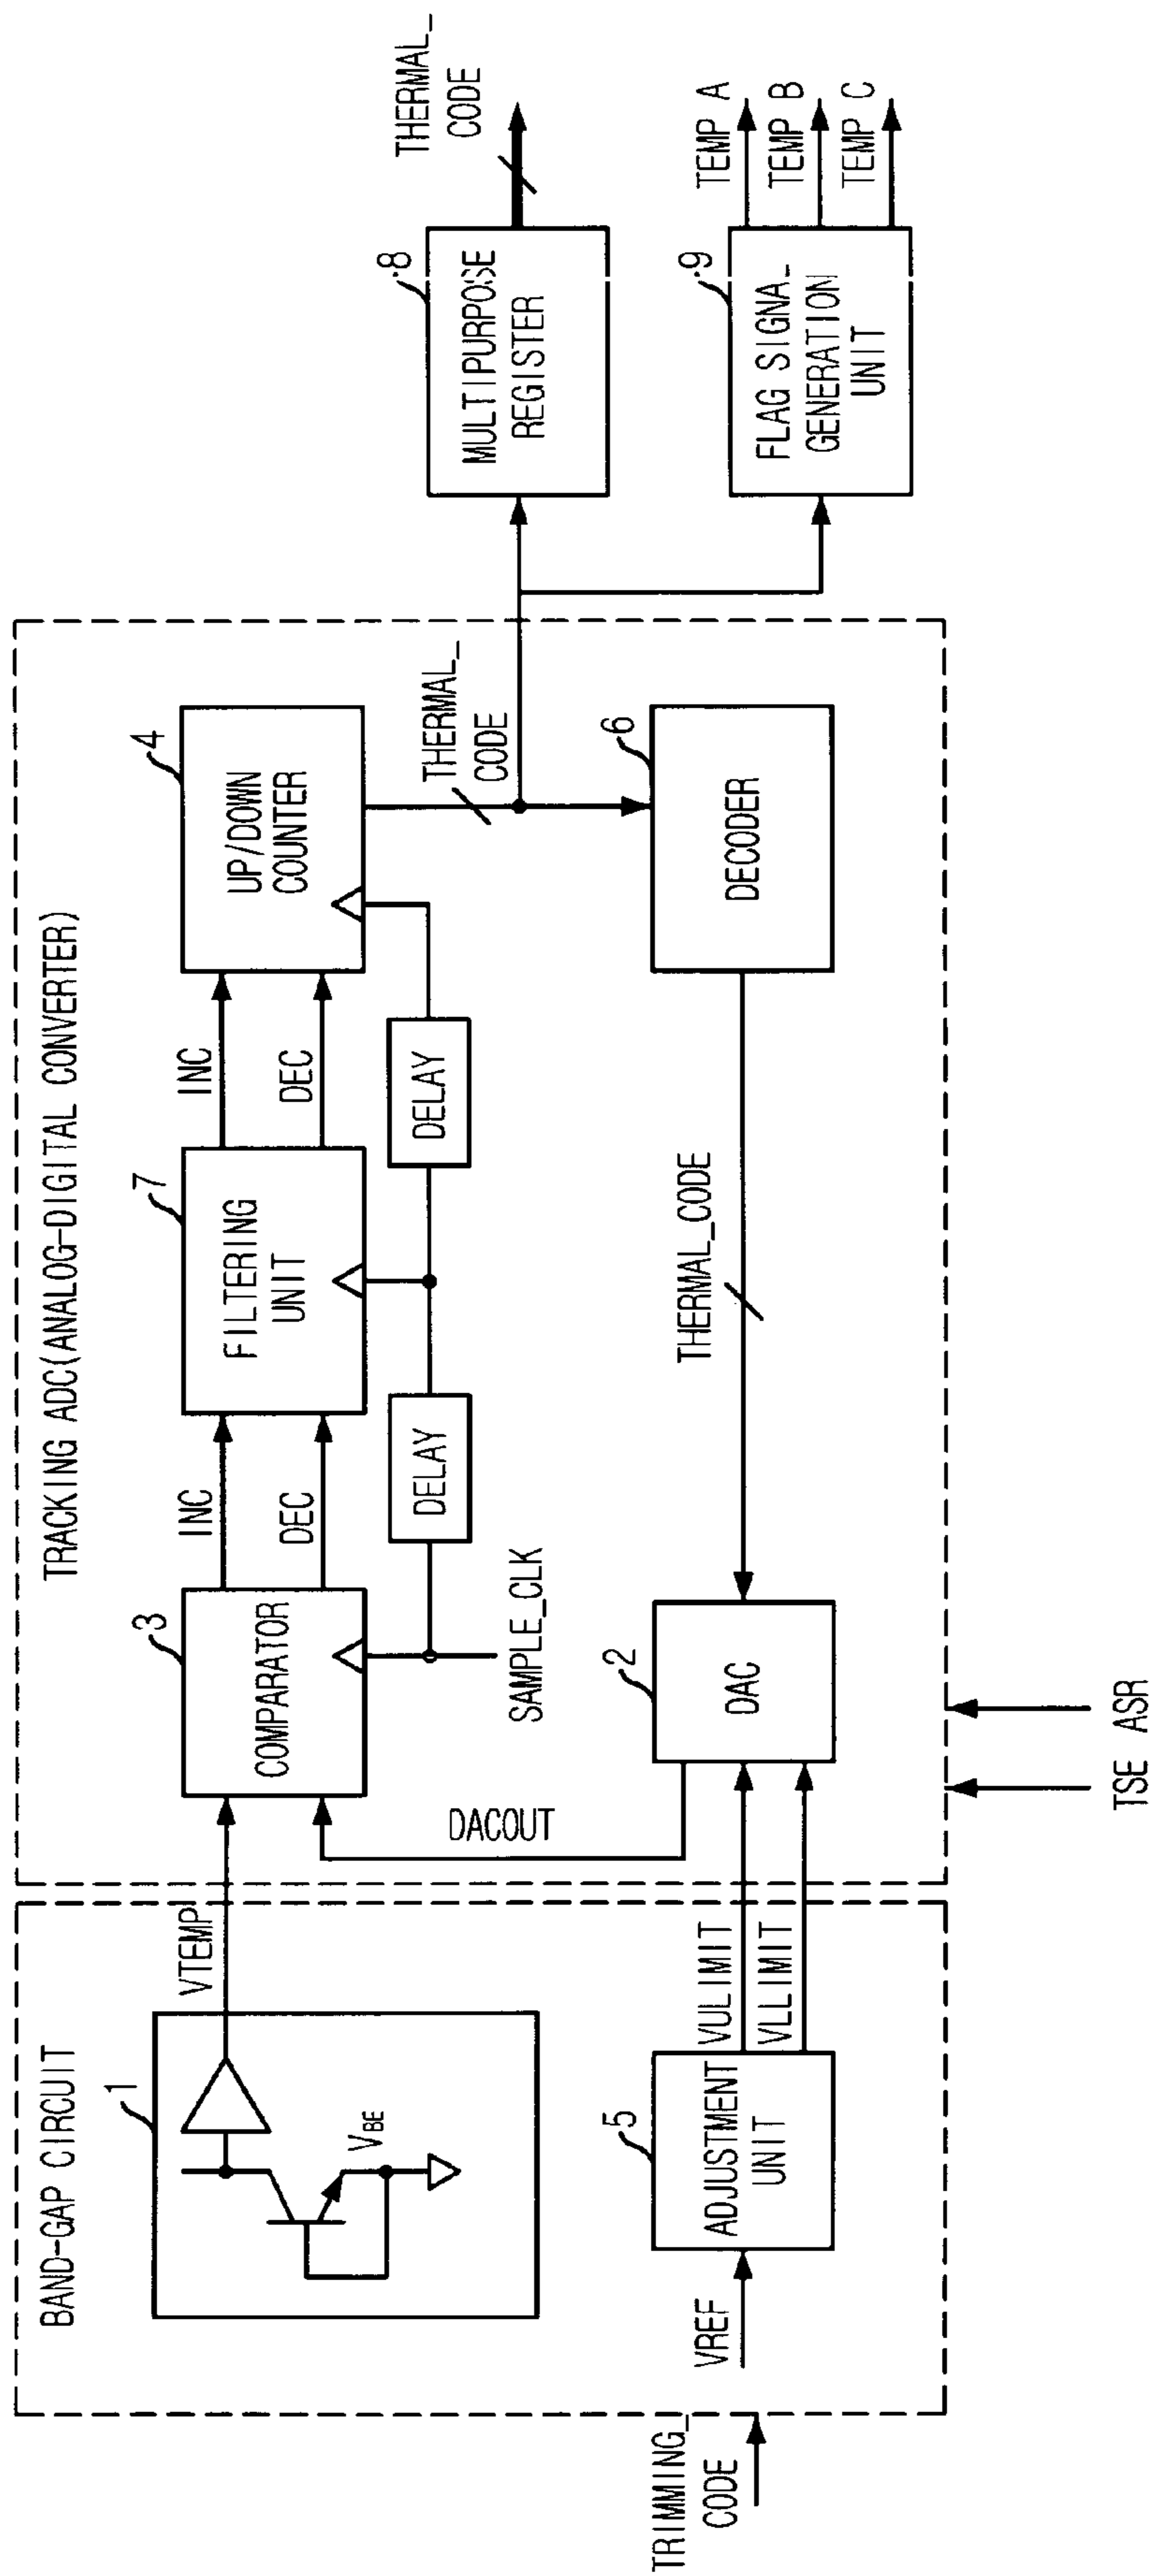 BAND-GAP CIRCUIT
TRACKING ADC(ANALOG-DIGITAL CONVERTER)
1
VTEMP
VBE
3
COMPARATOR
INC
DEC
7
FILTERING
UNIT
INC
DEC
4
UP/DOWN
COUNTER
DELAY
DELAY
SAMPLE_CLK
THERMAL_
CODE
8
MULTIPURPOSE
REGISTER
THERMAL_
CODE
DACOUT
TRIMMING_
CODE
VREF
5
ADJUSTMENT
UNIT
VULIMIT
VLLIMIT
2
DAC
THERMAL_CODE
6
DECODER
9
FLAG SIGNA_
GENERATION
UNIT
TEMP A
TEMP B
TEMP C
TSE
ASR